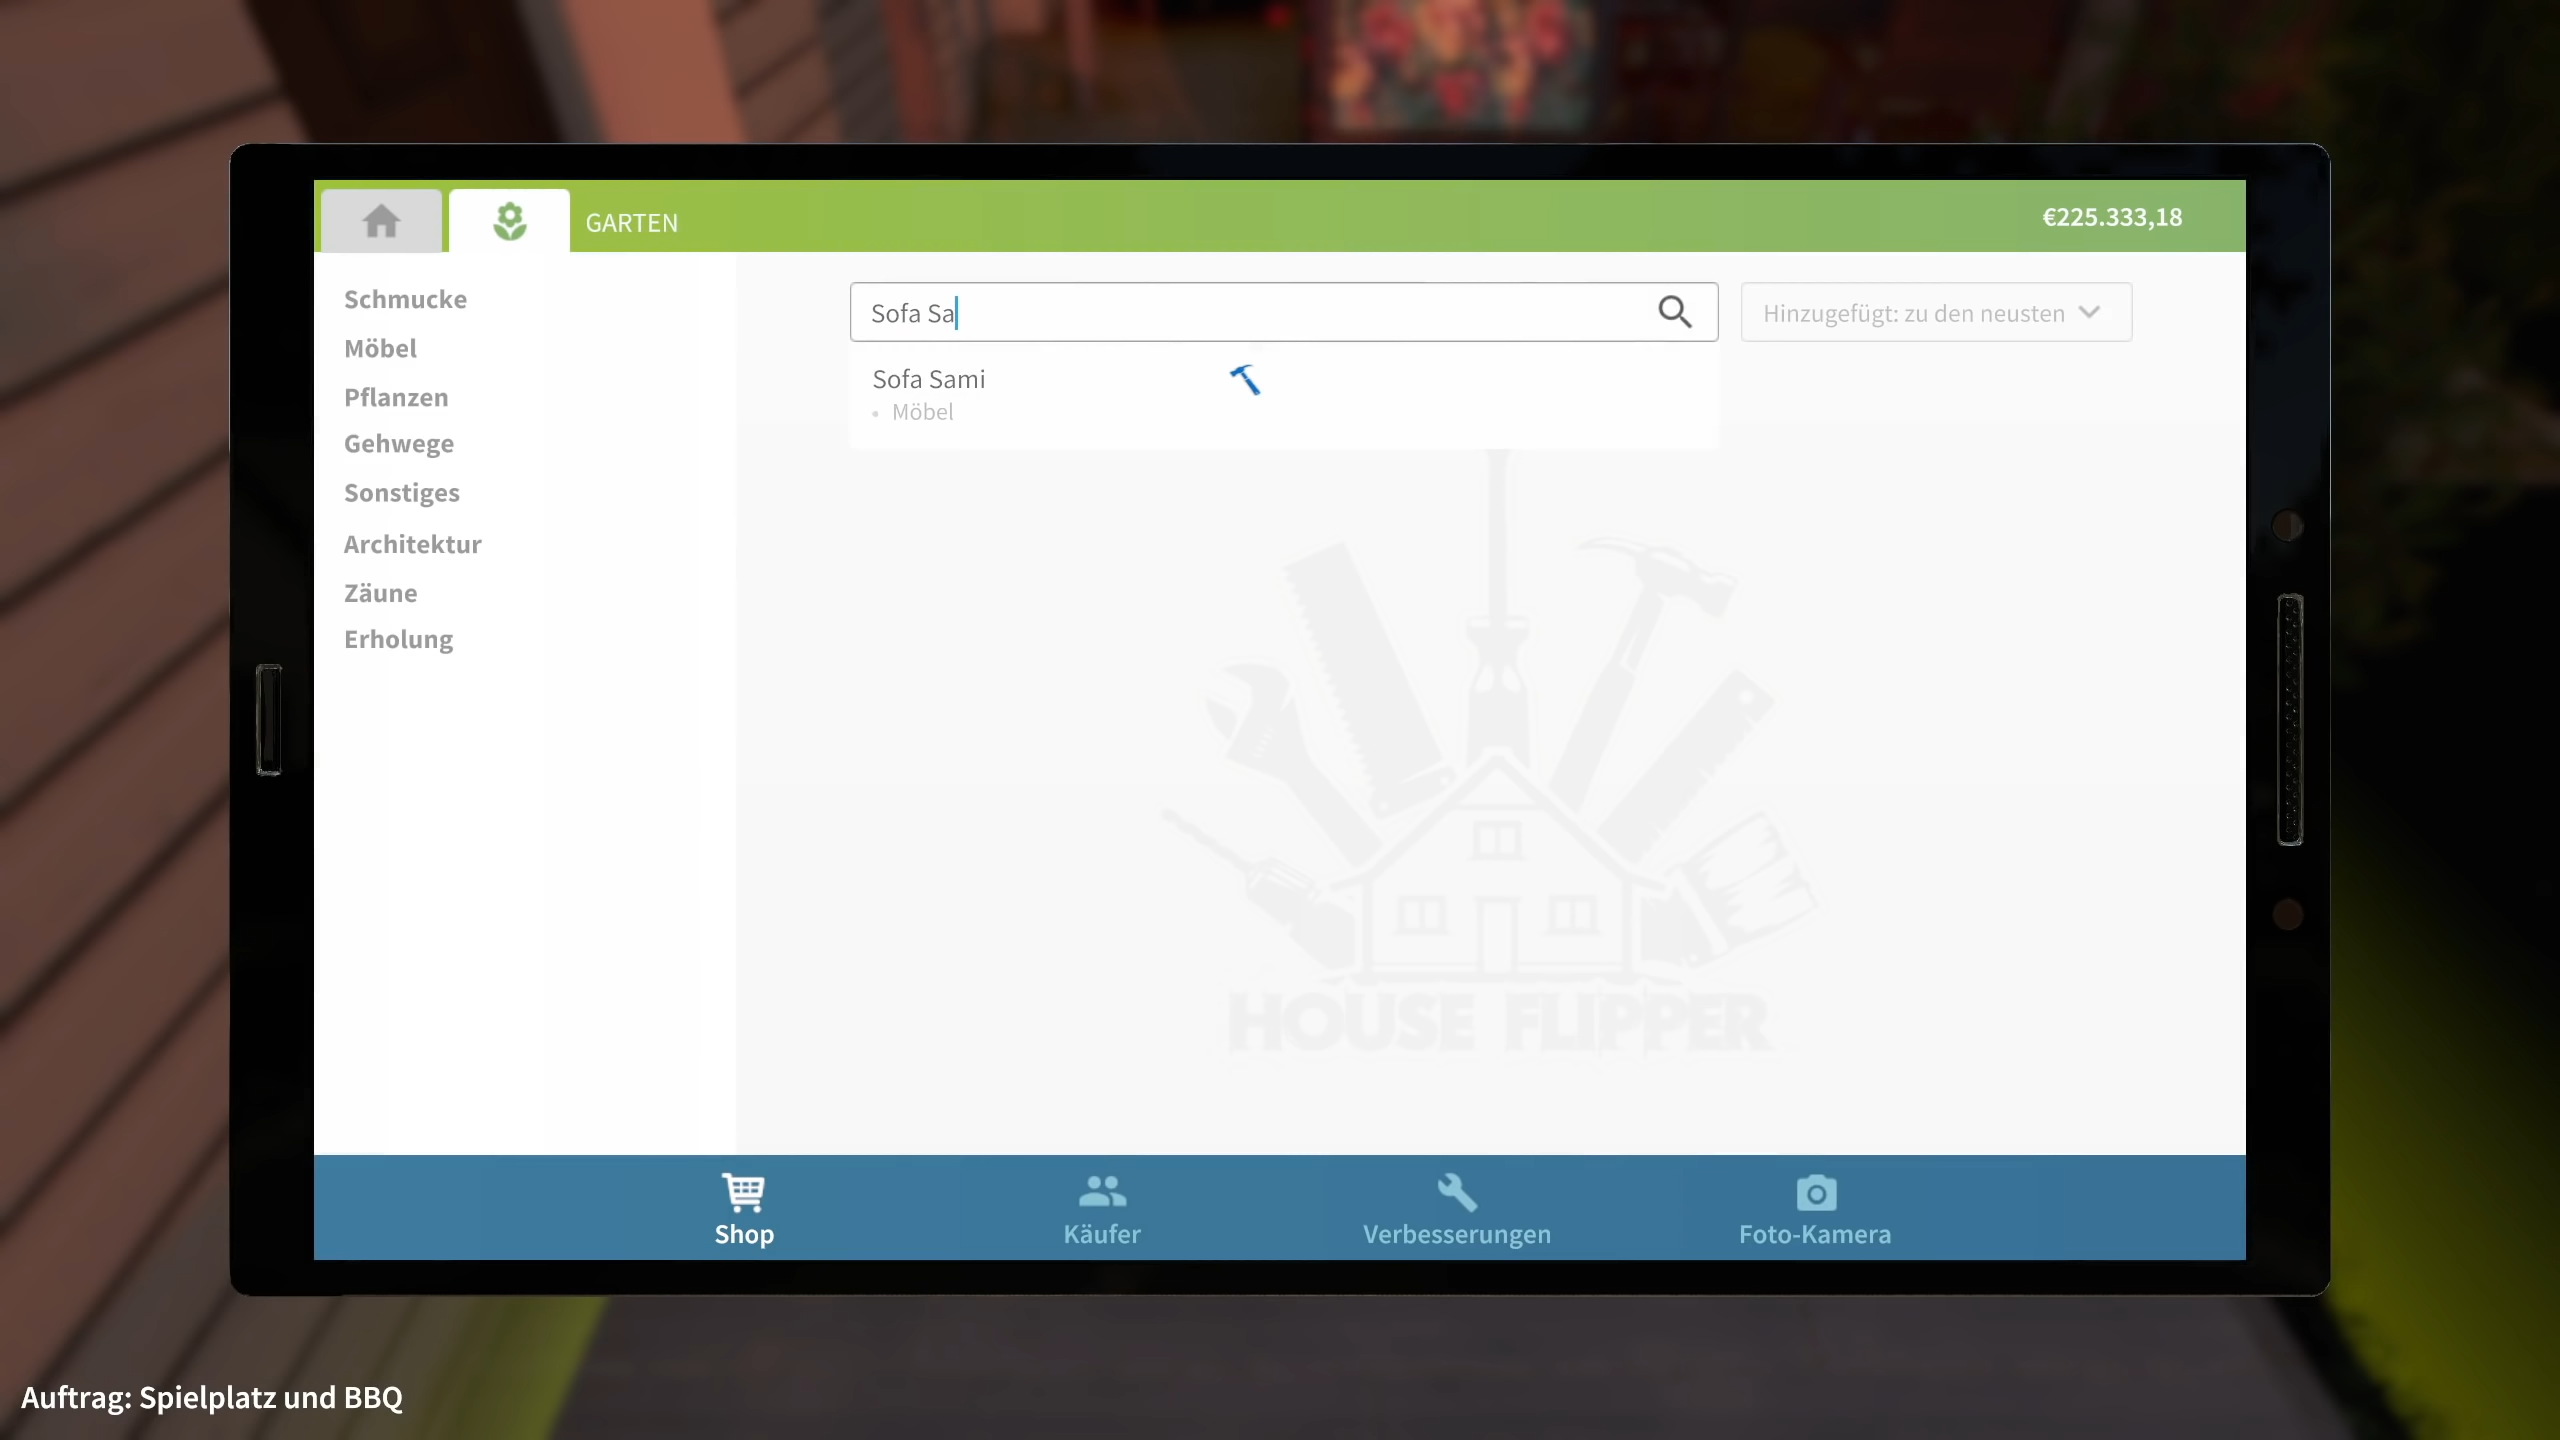 GARTEN
€225.333,18
Schmucke
Möbel
Pflanzen
Gehwege
Sonstiges
Architektur
Zäune
Erholung
Sofa Sa
Hinzugefügt: zu den neusten
Sofa Sami
• Möbel
HOUSE FLIPPER
Shop
Käufer
Verbesserungen
Foto-Kamera
Auftrag: Spielplatz und BBQ